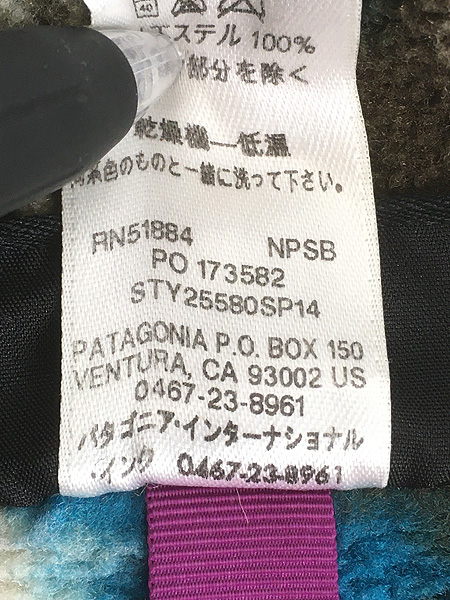 エステル 100%
部分を除く
乾燥機―低温
同系色のものと一緒に洗って下さい。
RN51884 NPSB
PO 173582
STY25580SP14
PATAGONIA P.O. BOX 150
VENTURA, CA 93002 US
0467-23-8961
パタゴニア・インターナショナル
・インク 0467-23-8961